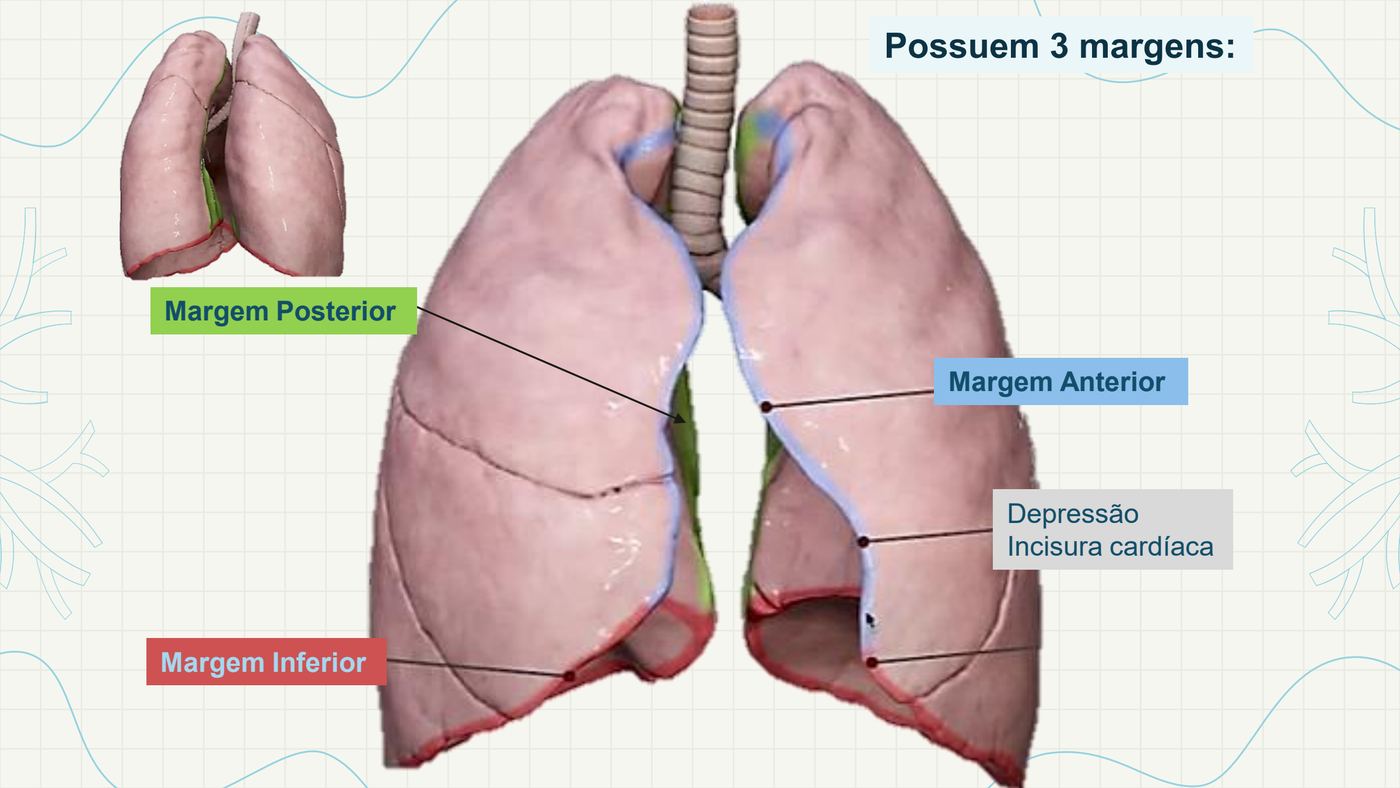 Possuem 3 margens:
Margem Posterior
Margem Anterior
Depressão
Incisura cardíaca
Margem Inferior